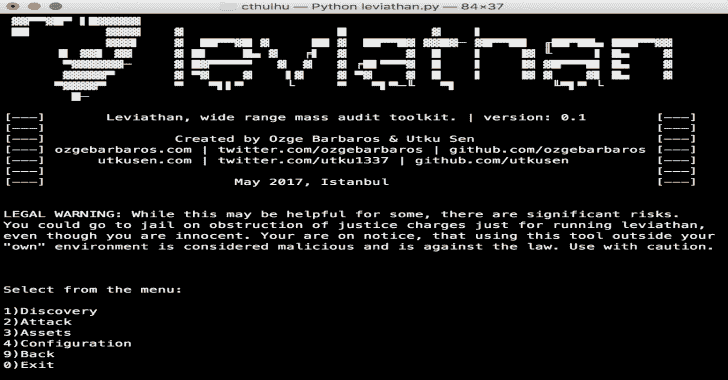 cthulhu — Python leviathan.py — 84×37
leviathan
[———] Leviathan, wide range mass audit toolkit. | version: 0.1 [———]
[———] [———]
[———] Created by Ozge Barbaros & Utku Sen [———]
[———] ozgebarbaros.com | twitter.com/ozgebarbaros | github.com/ozgebarbaros [———]
[———] utkusen.com | twitter.com/utku1337 | github.com/utkusen [———]
[———] [———]
[———] May 2017, Istanbul [———]
LEGAL WARNING: While this may be helpful for some, there are significant risks.
You could go to jail on obstruction of justice charges just for running leviathan,
even though you are innocent. Your are on notice, that using this tool outside your
"own" environment is considered malicious and is against the law. Use with caution.
Select from the menu:
1)Discovery
2)Attack
3)Assets
4)Configuration
9)Back
0)Exit